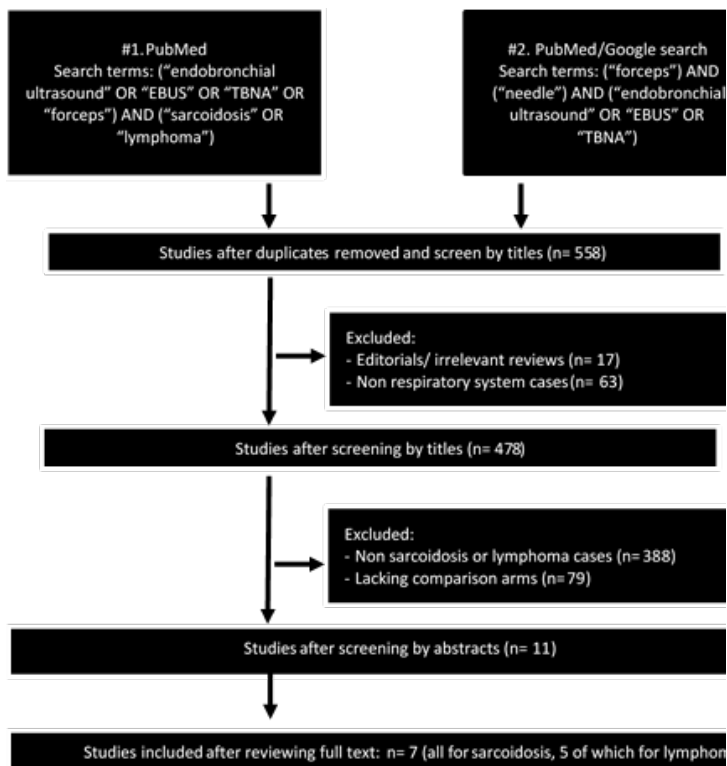 #1. PubMed
Search terms: (“endobronchial
ultrasound” OR “EBUS” OR “TBNA” OR
“forceps”) AND (“sarcoidosis” OR
“lymphoma”)
#2. PubMed/Google search
Search terms: (“forceps”) AND
(“needle”) AND (“endobronchial
ultrasound” OR “EBUS” OR
“TBNA”)
Studies after duplicates removed and screen by titles (n= 558)
Excluded:
- Editorials/ irrelevant reviews (n= 17)
- Non respiratory system cases (n= 63)
Studies after screening by titles (n= 478)
Excluded:
- Non sarcoidosis or lymphoma cases (n= 388)
- Lacking comparison arms (n= 79)
Studies after screening by abstracts (n= 11)
Studies included after reviewing full text: n= 7 (all for sarcoidosis, 5 of which for lymphom